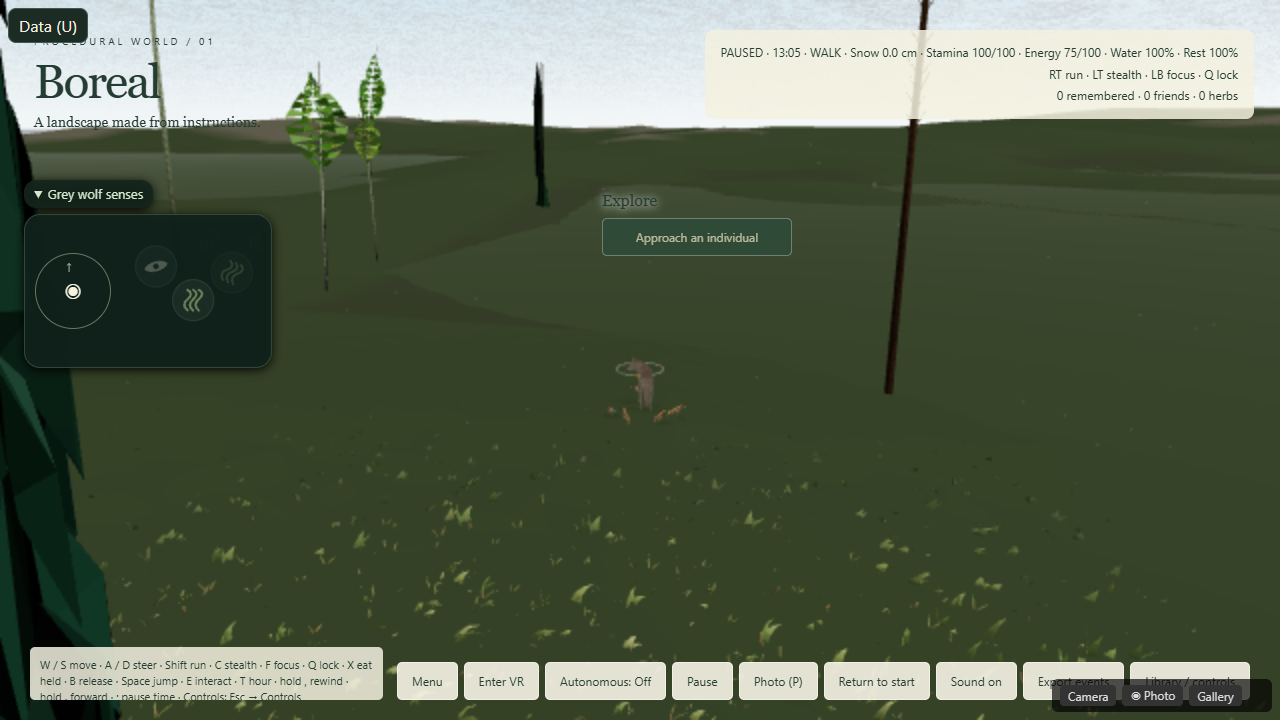 Data (U)
PROCEDURAL WORLD / 01
Boreal
A landscape made from instructions.
PAUSED · 13:05 · WALK · Snow 0.0 cm · Stamina 100/100 · Energy 75/100 · Water 100% · Rest 100%
RT run · LT stealth · LB focus · Q lock
0 remembered · 0 friends · 0 herbs
▼ Grey wolf senses
↑
Explore
Approach an individual
W / S move · A / D steer · Shift run · C stealth · F focus · Q lock · X eat
held · B release · Space jump · E interact · T hour · hold , rewind ·
hold . forward · ; pause time · Controls: Esc → Controls
Menu
Enter VR
Autonomous: Off
Pause
Photo (P)
Return to start
Sound on
Export events
Library / controls
Camera
◉ Photo
Gallery